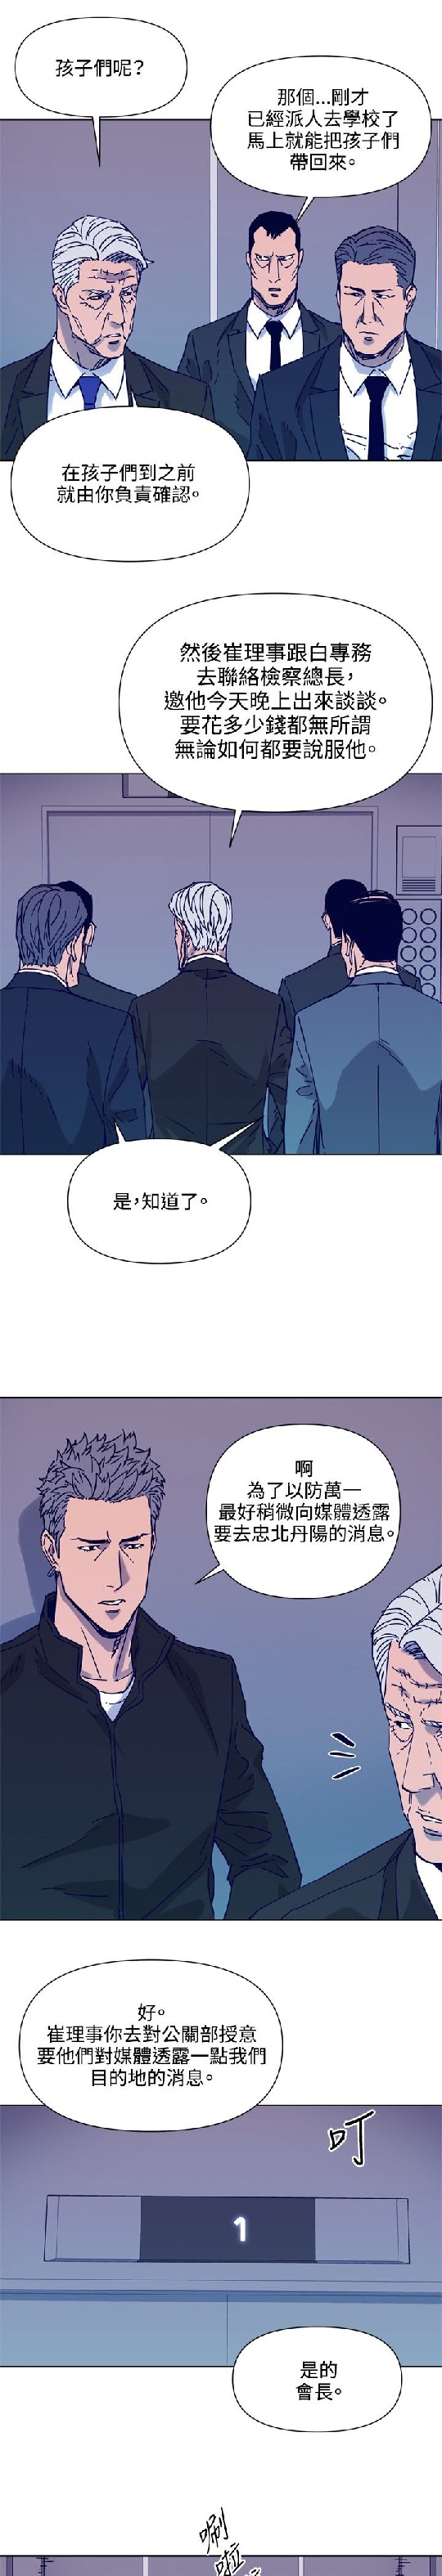 孩子們呢？
那個...剛才
已經派人去學校了
馬上就能把孩子們
帶回來。
在孩子們到之前
就由你負責確認。
然後崔理事跟白專務
去聯絡檢察總長，
邀他今天晚上出來談談。
要花多少錢都無所謂
無論如何都要說服他。
是，知道了。
啊
為了以防萬一
最好稍微向媒體透露
要去忠北丹陽的消息。
好。
崔理事你去對公關部授意
要他們對媒體透露一點我們
目的地的消息。
叮
1
是的
會長。
唰
啦